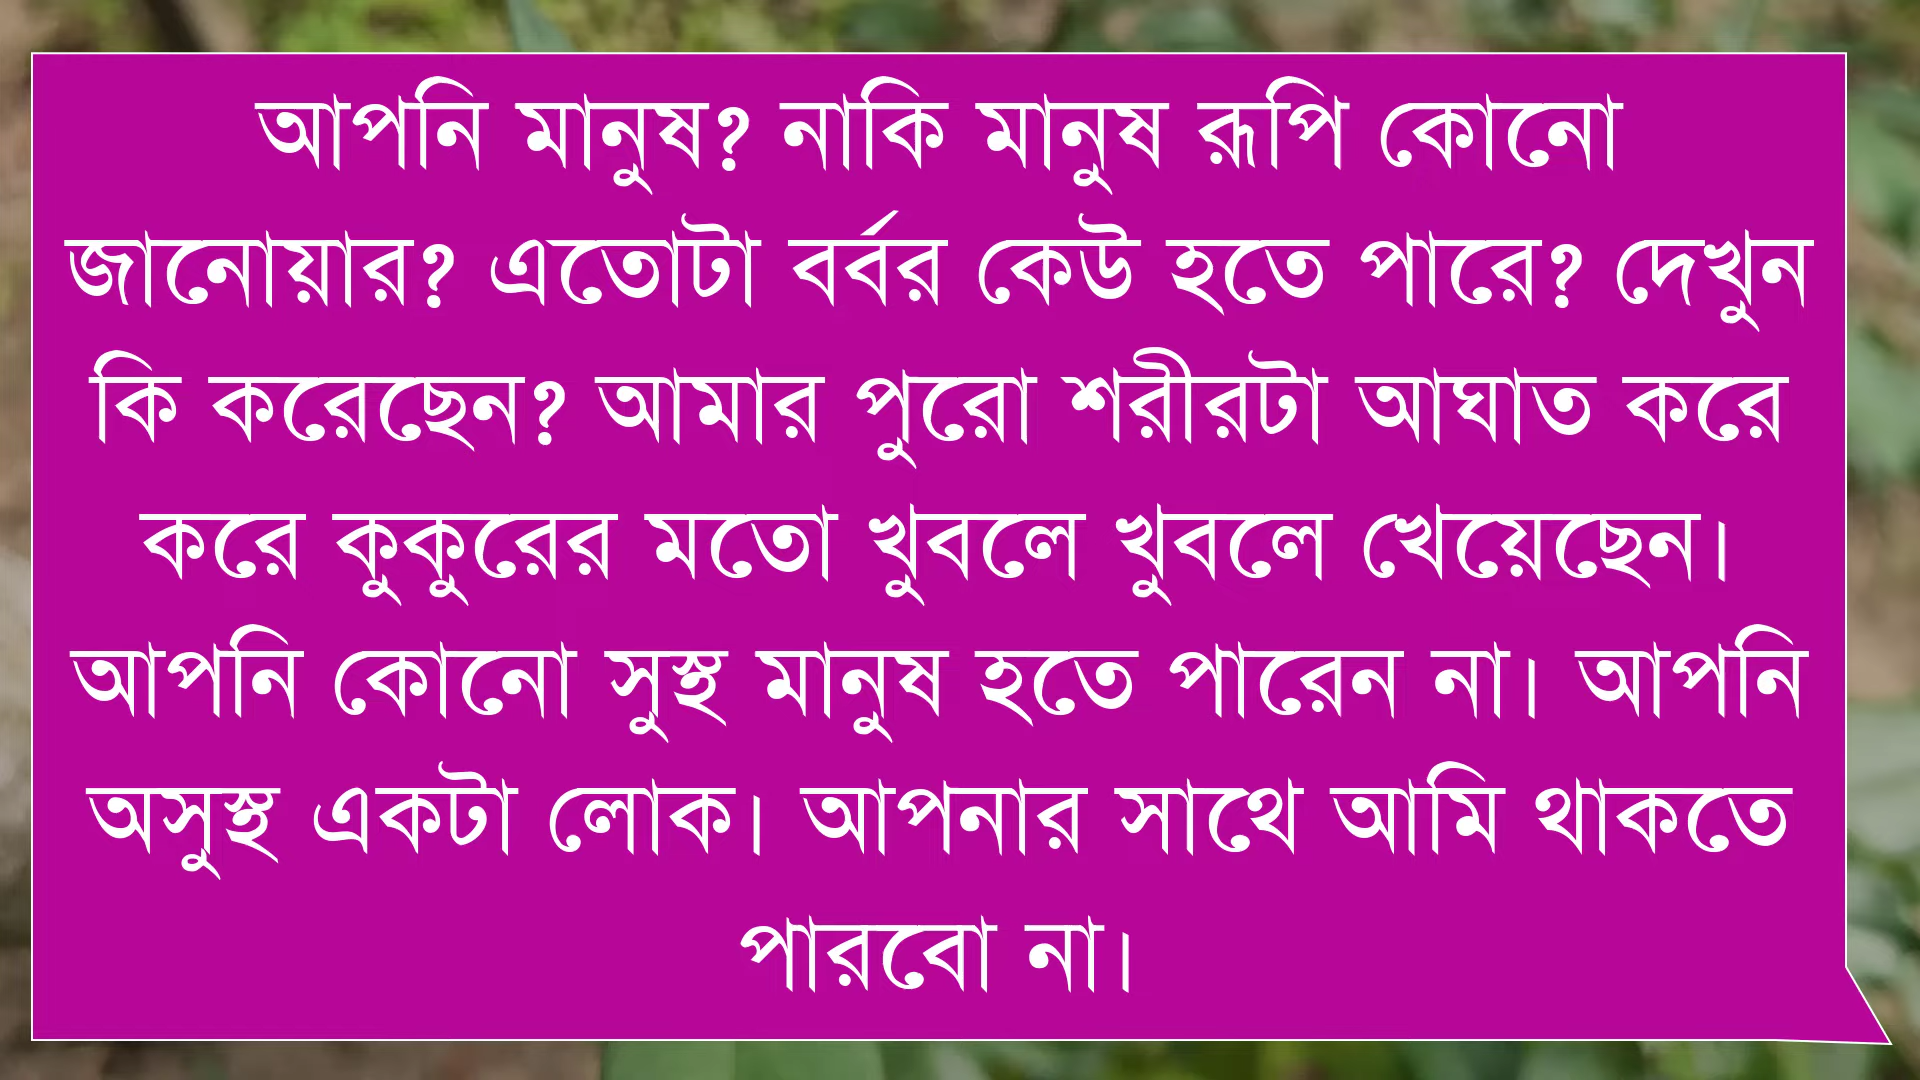 আপনি মানুষ? নাকি মানুষ রূপি কোনো
জানোয়ার? এতোটা বর্বর কেউ হতে পারে? দেখুন
কি করেছেন? আমার পুরো শরীরটা আঘাত করে
করে কুকুরের মতো খুবলে খুবলে খেয়েছেন।
আপনি কোনো সুস্থ মানুষ হতে পারেন না। আপনি
অসুস্থ একটা লোক। আপনার সাথে আমি থাকতে
পারবো না।